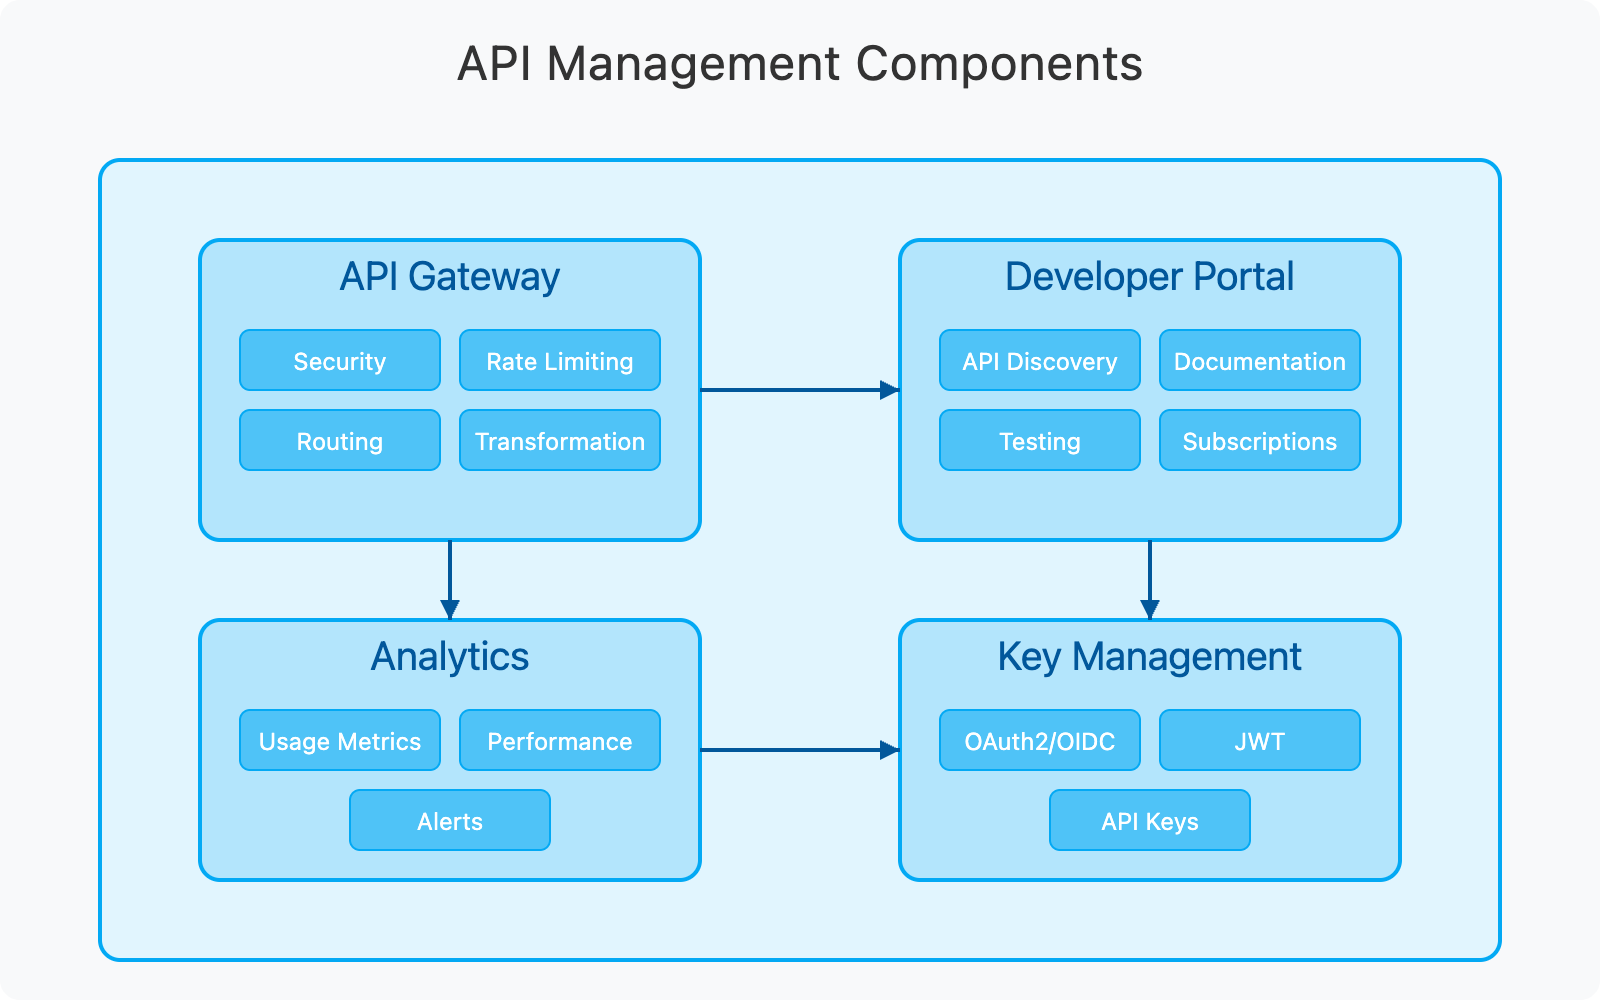 API Management Components
API Gateway
Security
Rate Limiting
Routing
Transformation
Developer Portal
API Discovery
Documentation
Testing
Subscriptions
Analytics
Usage Metrics
Performance
Alerts
Key Management
OAuth2/OIDC
JWT
API Keys